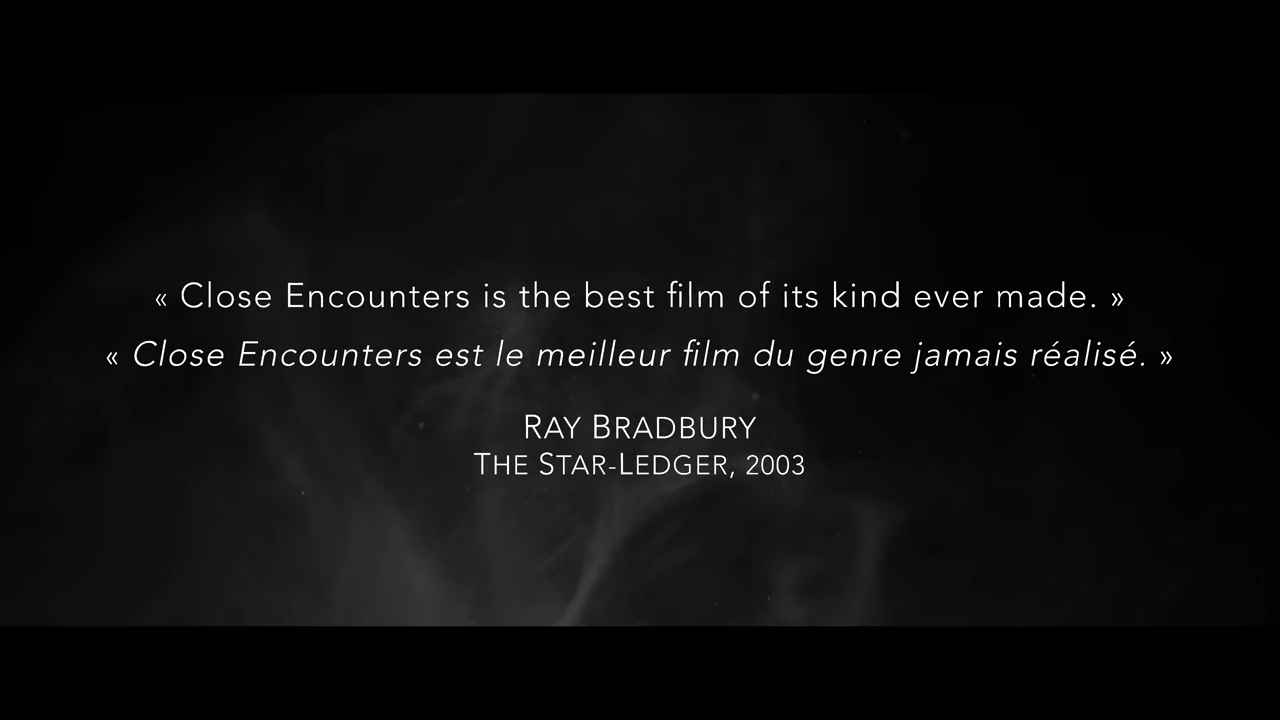 « Close Encounters is the best film of its kind ever made. »
« Close Encounters est le meilleur film du genre jamais réalisé. »
RAY BRADBURY
THE STAR-LEDGER, 2003